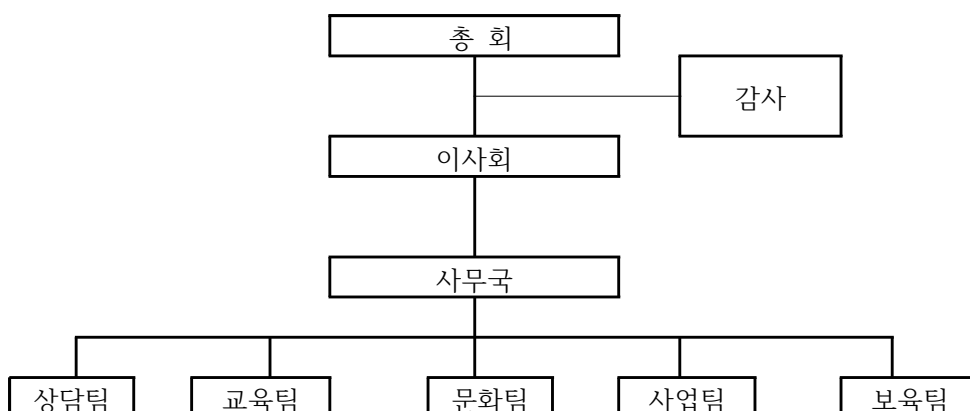 총 회
감사
이사회
사무국
상담팀 교육팀 문화팀 사업팀 보육팀